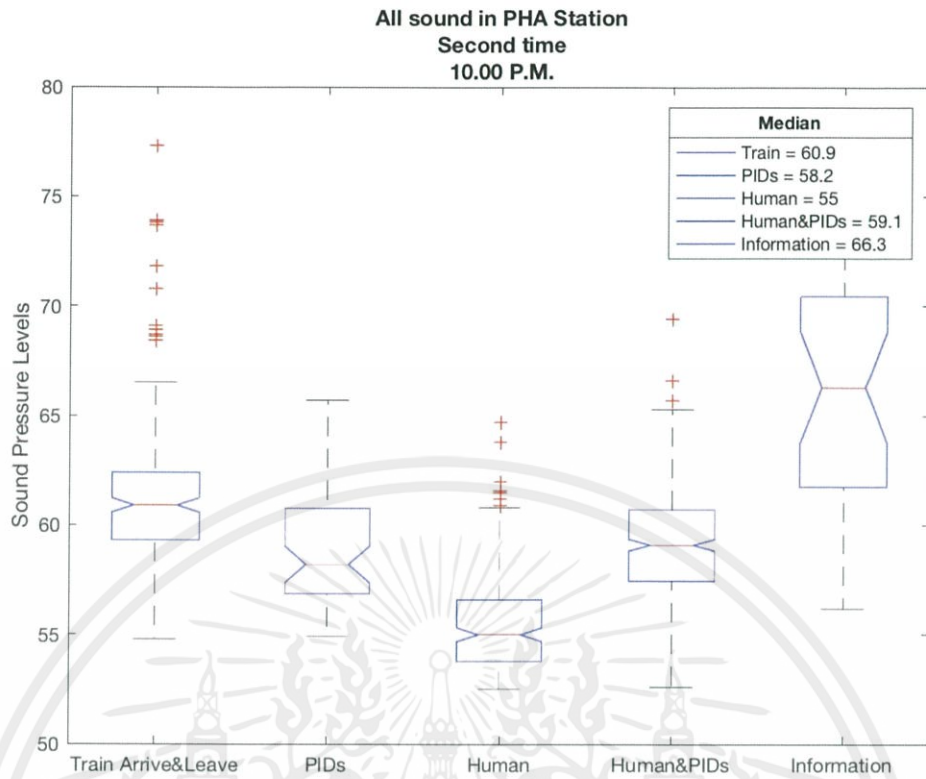 All sound in PHA Station
Second time
10.00 P.M.
Sound Pressure Levels
80
75
70
65
60
55
50
Median
Train = 60.9
PIDs = 58.2
Human = 55
Human&PIDs = 59.1
Information = 66.3
Train Arrive&Leave PIDs Human Human&PIDs Information